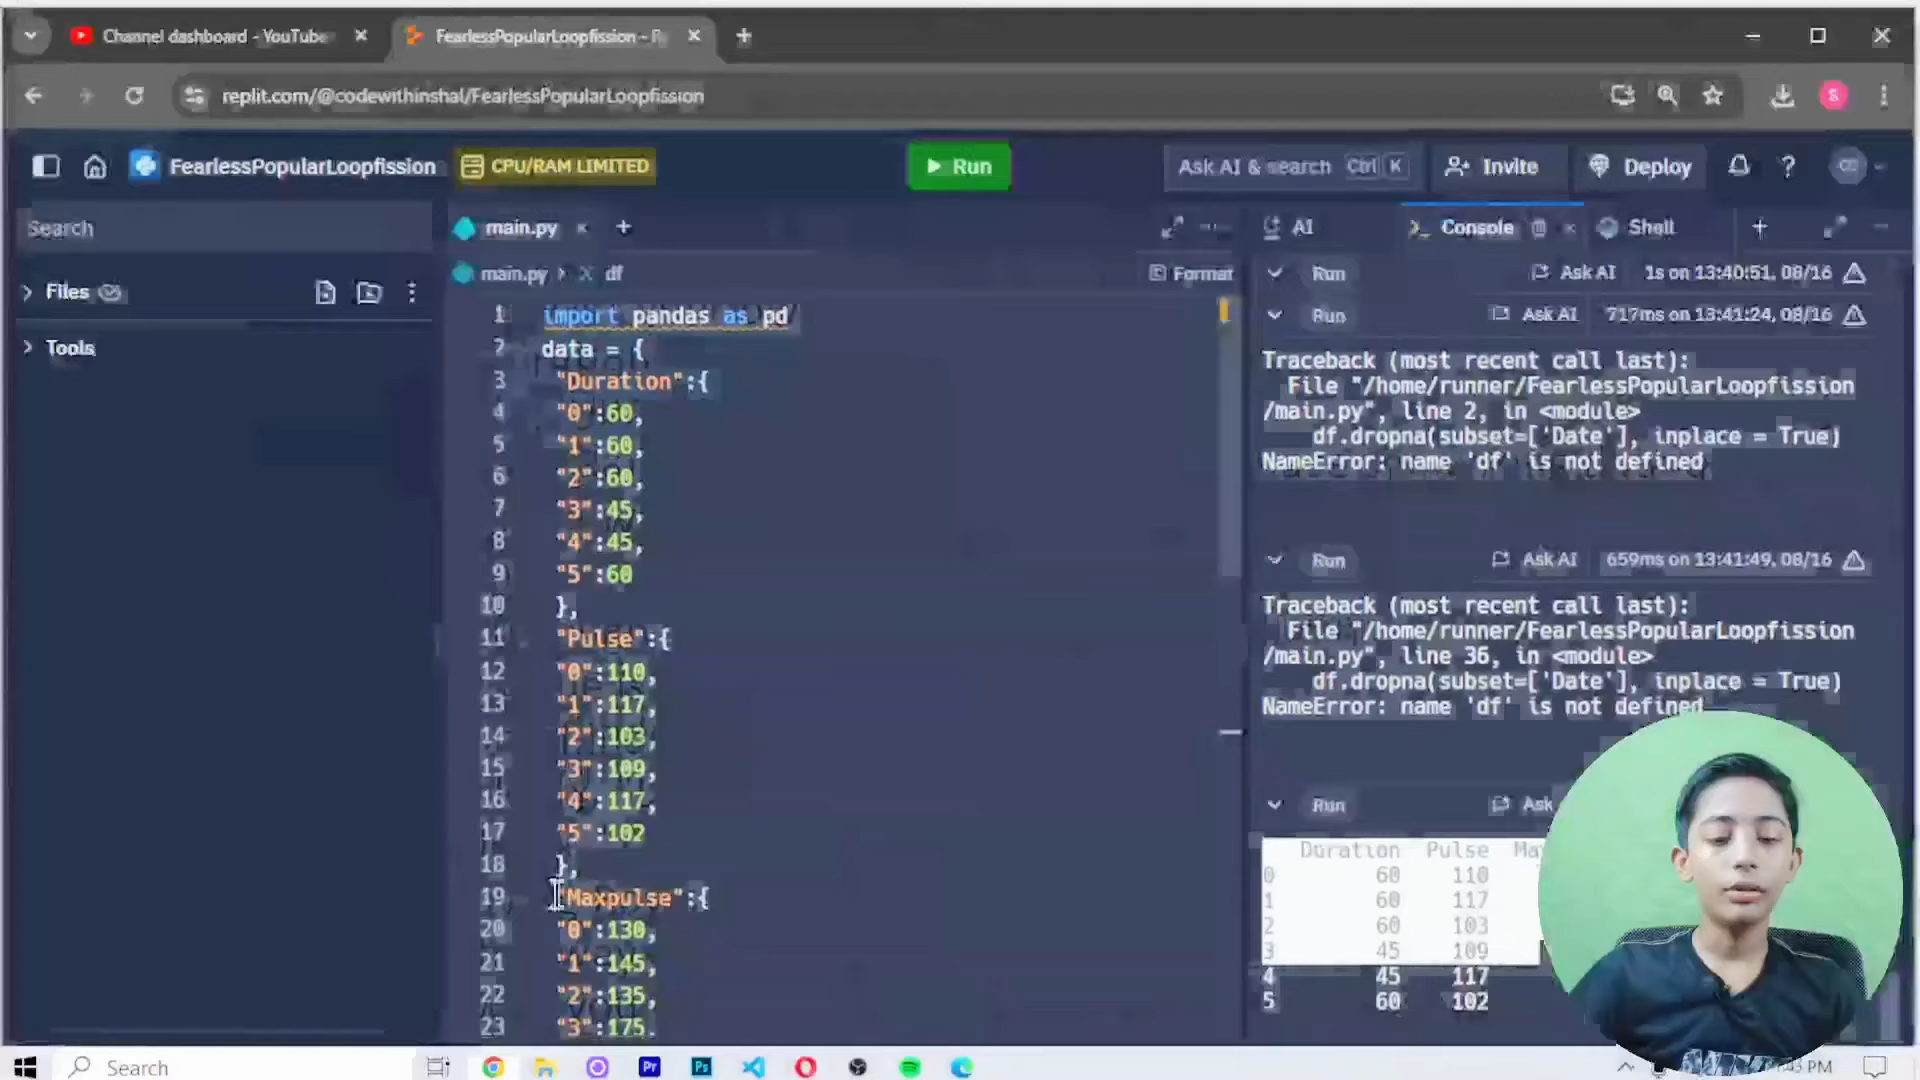 Channel dashboard - YouTube
FearlessPopularLoopfission - R
replit.com/@codewithinshal/FearlessPopularLoopfission
FearlessPopularLoopfission
CPU/RAM LIMITED
Run
Ask AI & search Ctrl K
Invite
Deploy
Search
Files
Tools
main.py
main.py > df
Format
1 import pandas as pd
2 data = {
3 "Duration":{
4 "0":60,
5 "1":60,
6 "2":60,
7 "3":45,
8 "4":45,
9 "5":60
10 },
11 "Pulse":{
12 "0":110,
13 "1":117,
14 "2":103,
15 "3":109,
16 "4":117,
17 "5":102
18 },
19 "Maxpulse":{
20 "0":130,
21 "1":145,
22 "2":135,
23 "3":175,
AI
Console
Shell
Run Ask AI 1s on 13:40:51, 08/16
Run Ask AI 717ms on 13:41:24, 08/16
Traceback (most recent call last):
File "/home/runner/FearlessPopularLoopfission
/main.py", line 2, in <module>
df.dropna(subset=['Date'], inplace = True)
NameError: name 'df' is not defined
Run Ask AI 659ms on 13:41:49, 08/16
Traceback (most recent call last):
File "/home/runner/FearlessPopularLoopfission
/main.py", line 36, in <module>
df.dropna(subset=['Date'], inplace = True)
NameError: name 'df' is not defined
Run Ask
Duration Pulse Ma
0 60 110
1 60 117
2 60 103
3 45 109
4 45 117
5 60 102
Search
PM